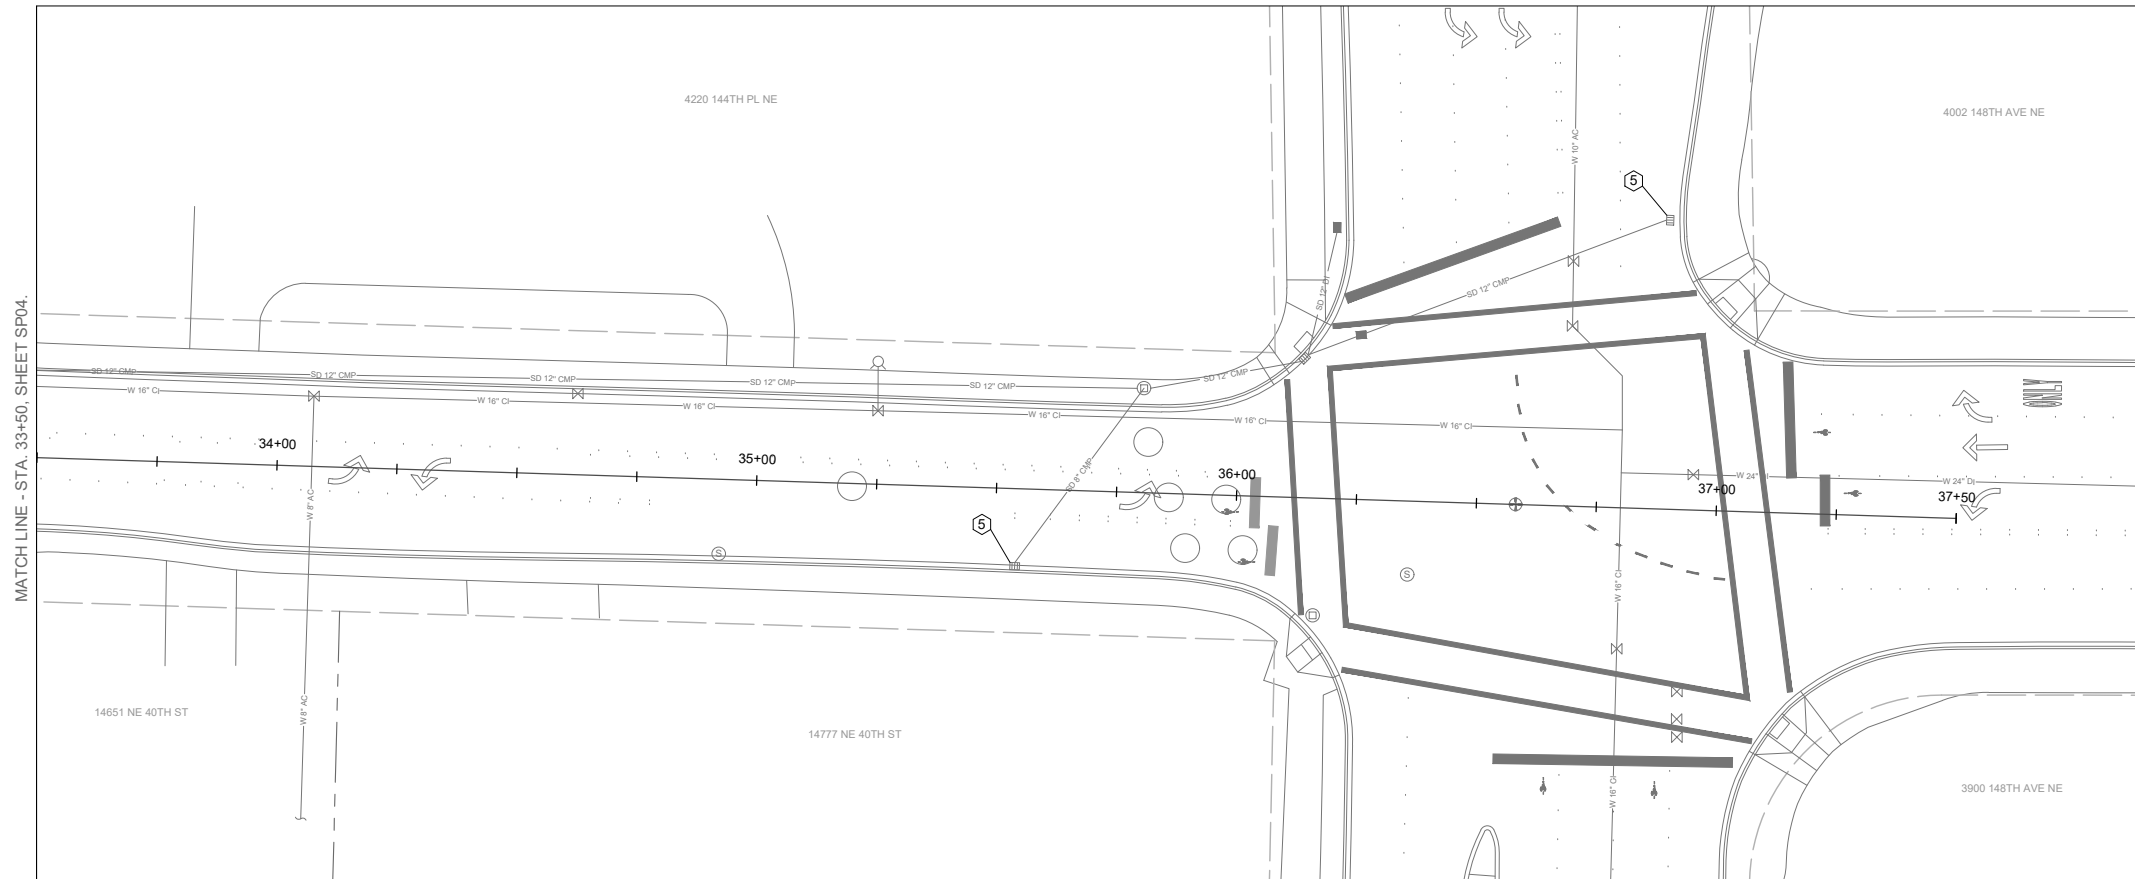 MATCH LINE - STA. 33+50, SHEET SP04.
4220 144TH PL NE
4002 148TH AVE NE
W 10" AC
5
SD 12" DI
SD 12" CMP
SD 12" CMP
SD 12" CMP
SD 12" CMP
SD 12" CMP
SD 12" CMP
SD 12" CMP
W 16" CI
W 16" CI
W 16" CI
W 16" CI
W 16" CI
W 16" CI
ONLY
34+00
35+00
36+00
37+00
37+50
W 24" DI
W 24" DI
SD 8" CMP
W 8" AC
5
S
S
W 16" CI
W 8" AC
14651 NE 40TH ST
14777 NE 40TH ST
W 16" CI
3900 148TH AVE NE